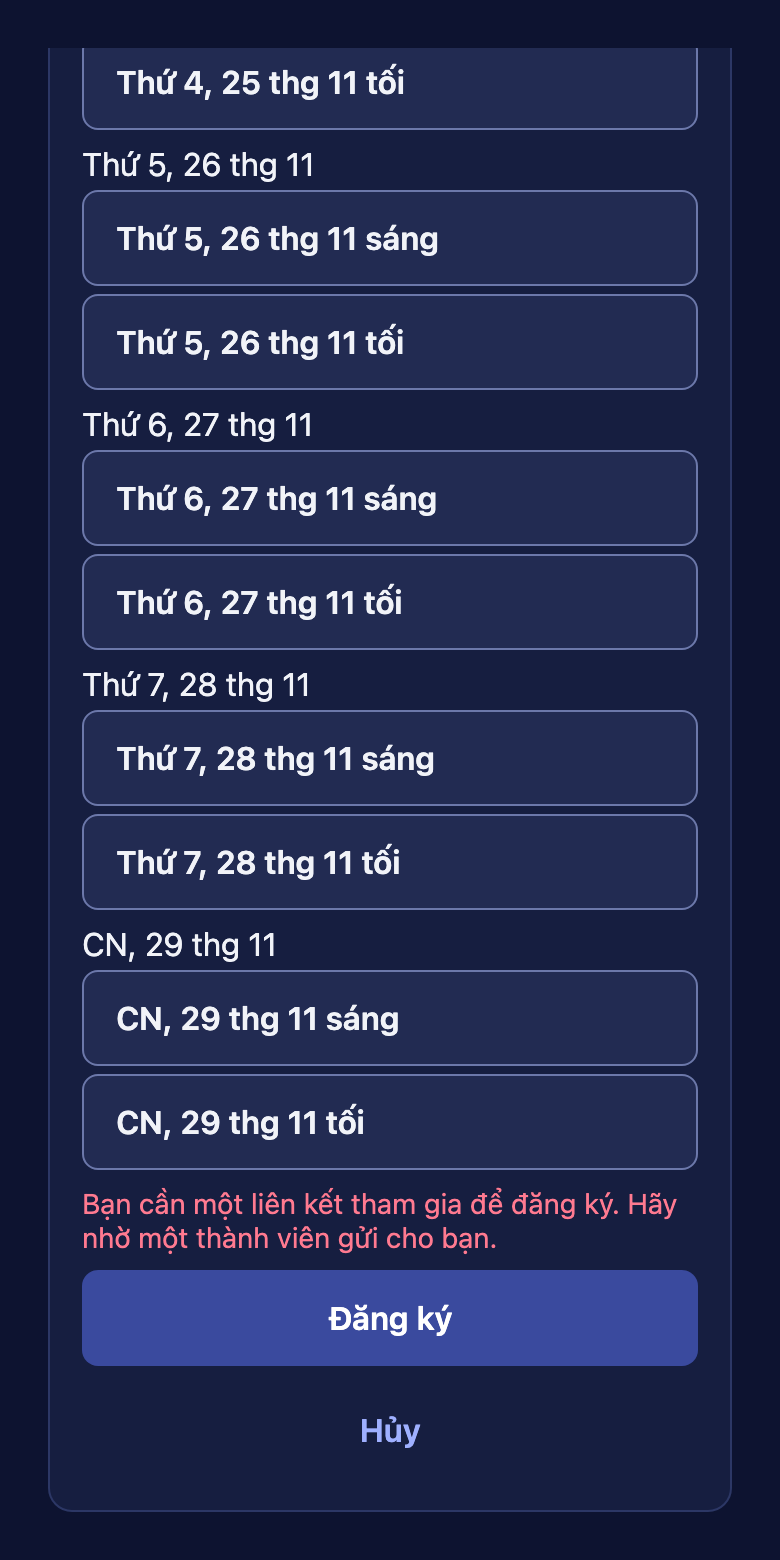 Thứ 4, 25 thg 11 tối
Thứ 5, 26 thg 11
Thứ 5, 26 thg 11 sáng
Thứ 5, 26 thg 11 tối
Thứ 6, 27 thg 11
Thứ 6, 27 thg 11 sáng
Thứ 6, 27 thg 11 tối
Thứ 7, 28 thg 11
Thứ 7, 28 thg 11 sáng
Thứ 7, 28 thg 11 tối
CN, 29 thg 11
CN, 29 thg 11 sáng
CN, 29 thg 11 tối
Bạn cần một liên kết tham gia để đăng ký. Hãy
nhờ một thành viên gửi cho bạn.
Đăng ký
Hủy